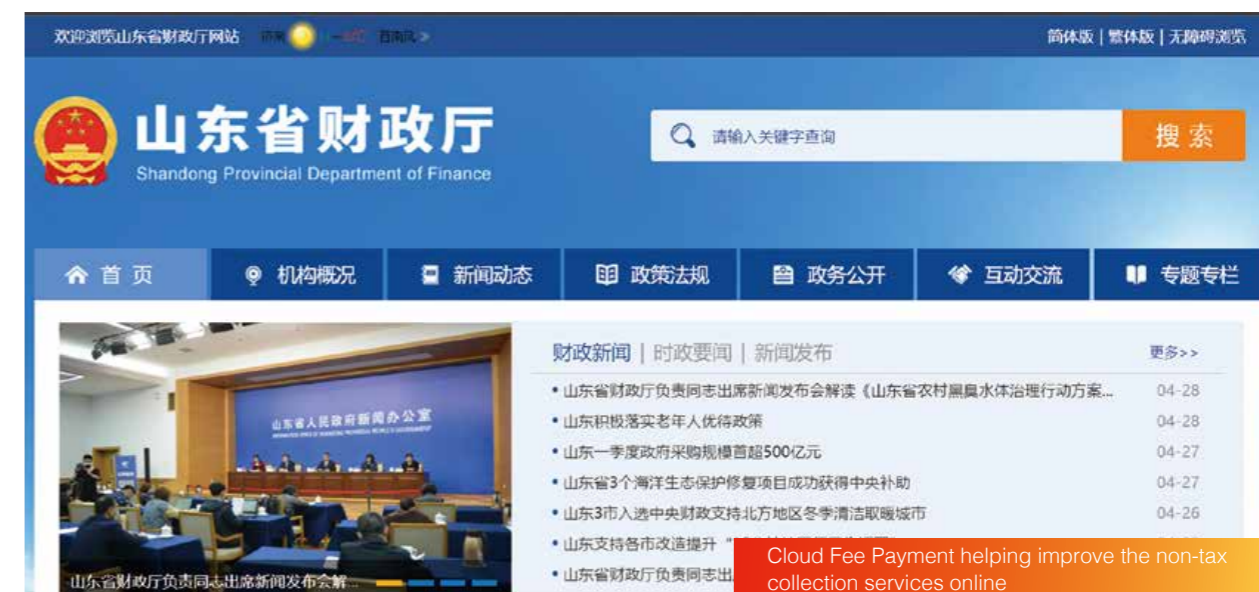 欢迎浏览山东省财政厅网站
简体版 | 繁体版 | 无障碍浏览
山东省财政厅
Shandong Provincial Department of Finance
请输入关键字查询
搜索
首页 机构概况 新闻动态 政策法规 政务公开 互动交流 专题专栏
山东省人民政府新闻办公室
山东省财政厅负责同志出席新闻发布会解...
财政新闻 | 时政要闻 | 新闻发布 更多>>
• 山东省财政厅负责同志出席新闻发布会解读《山东省农村黑臭水体治理行动方案... 04-28
• 山东积极落实老年人优待政策 04-28
• 山东一季度政府采购规模首超500亿元 04-27
• 山东省3个海洋生态保护修复项目成功获得中央补助 04-27
• 山东3市入选中央财政支持北方地区冬季清洁取暖城市 04-26
• 山东支持各市改造提升“
• 山东省财政厅负责同志出
Cloud Fee Payment helping improve the non-tax
collection services online